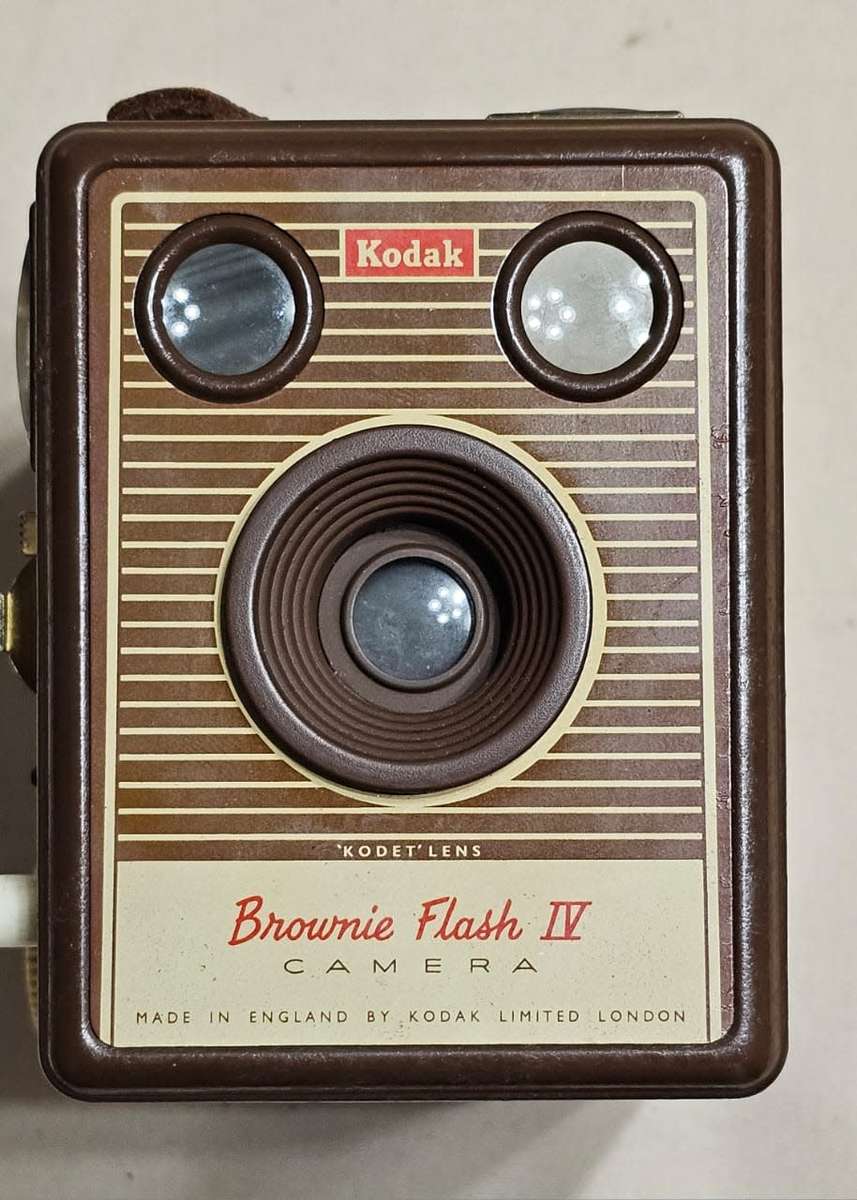 Kodak
'KODET' LENS
Brownie Flash IV
CAMERA
MADE IN ENGLAND BY KODAK LIMITED LONDON